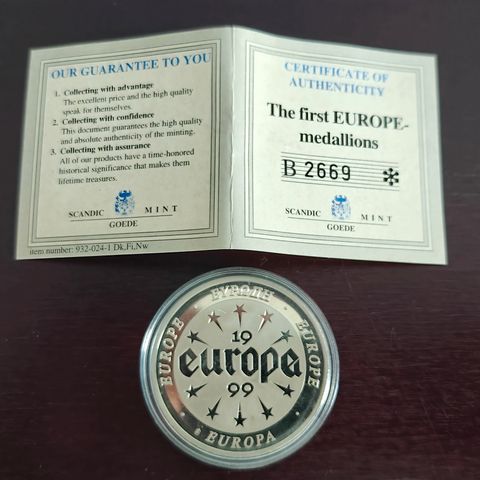 OUR GUARANTEE TO YOU
1. Collecting with advantage
The excellent price and the high quality
speak for themselves.
2. Collecting with confidence
This document guarantees the high quality
and absolute authenticity of the minting.
3. Collecting with assurance
All of our products have a time-honored
historical significance that makes them
lifetime treasures.
SCANDIC MINT
GOEDE
item number: 932-024-1 Dk,Fi,Nw
CERTIFICATE OF
AUTHENTICITY
The first EUROPE-
medallions
B 2669
SCANDIC MINT
GOEDE
ΕΥΡΩΠΗ
EUROPE
EUROPE
19
europa
99
EUROPA